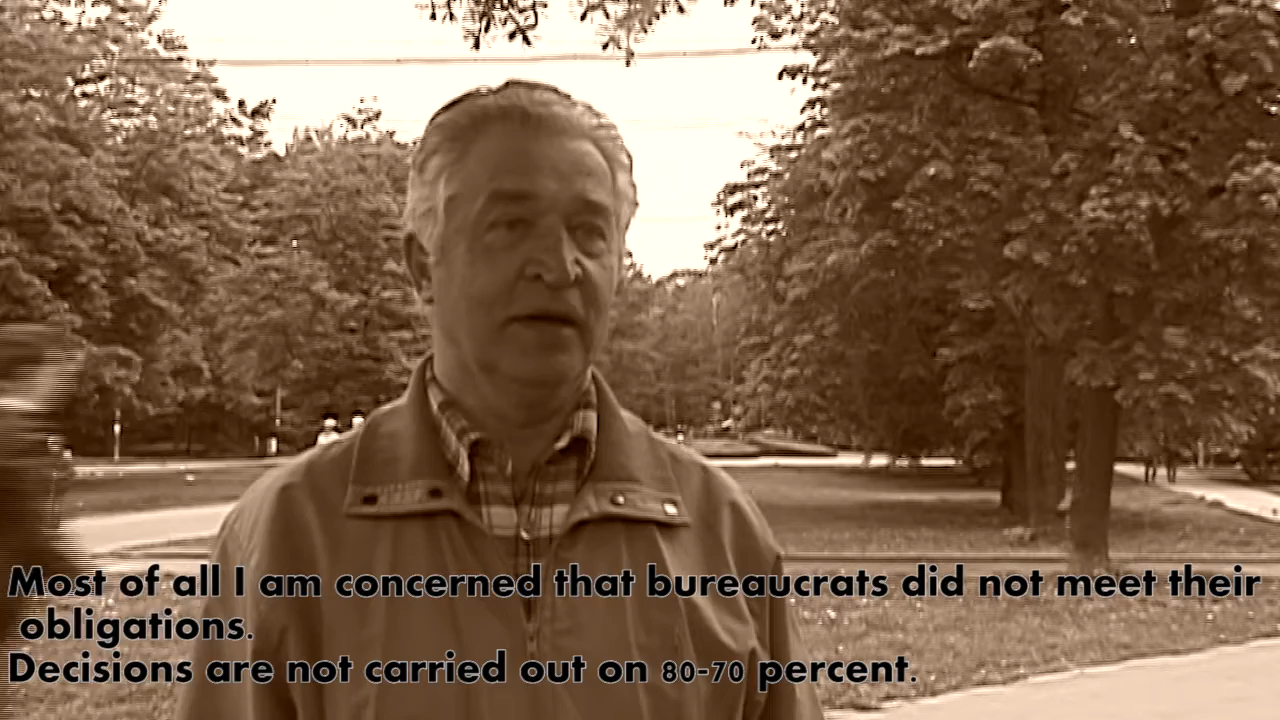 Most of all I am concerned that bureaucrats did not meet their
obligations.
Decisions are not carried out on 80-70 percent.